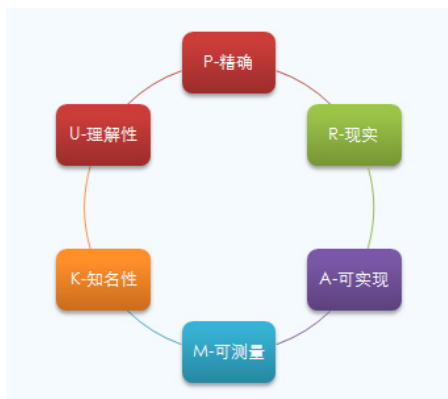 P-精确
R-现实
A-可实现
M-可测量
K-知名性
U-理解性